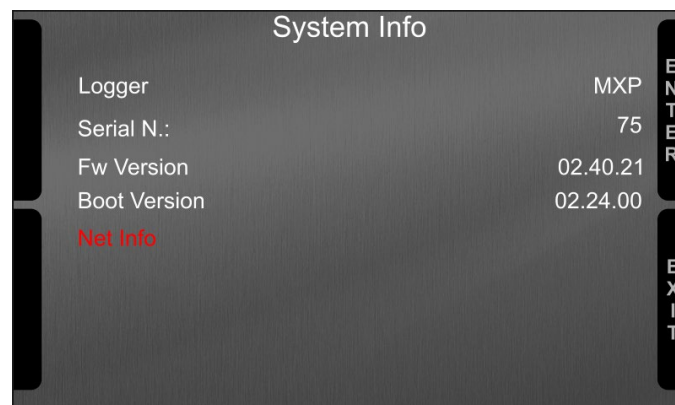 System Info
Logger MXP
Serial N.: 75
Fw Version 02.40.21
Boot Version 02.24.00
Net Info
ENTER
EXIT